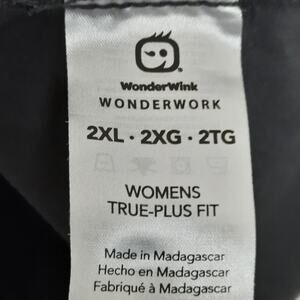 WonderWink
WONDERWORK
2XL · 2XG · 2TG
WOMENS
TRUE-PLUS FIT
Made in Madagascar
Hecho en Madagascar
Fabriqué à Madagascar